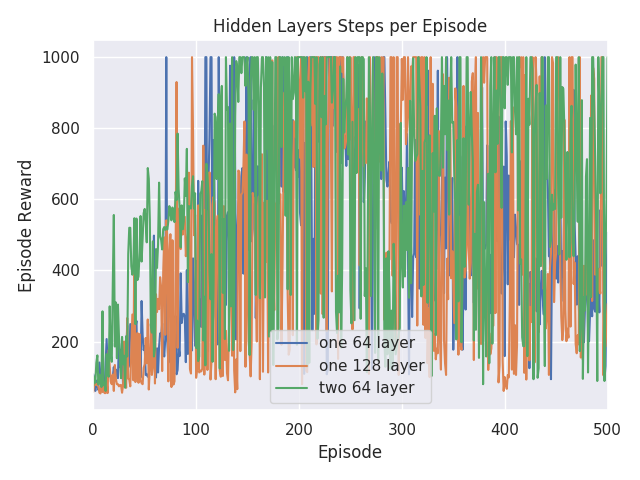 Hidden Layers Steps per Episode
Episode Reward
1000
800
600
400
200
one 64 layer
one 128 layer
two 64 layer
0 100 200 300 400 500
Episode